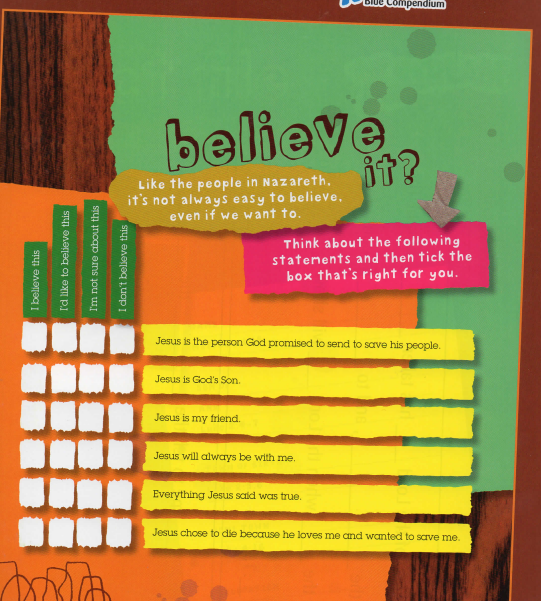 Blue Compendium
believe
it?
Like the people in Nazareth,
it's not always easy to believe,
even if we want to.
Think about the following
statements and then tick the
box that's right for you.
I believe this
I'd like to believe this
I'm not sure about this
I don't believe this
Jesus is the person God promised to send to save his people.
Jesus is God's Son.
Jesus is my friend.
Jesus will always be with me.
Everything Jesus said was true.
Jesus chose to die because he loves me and wanted to save me.